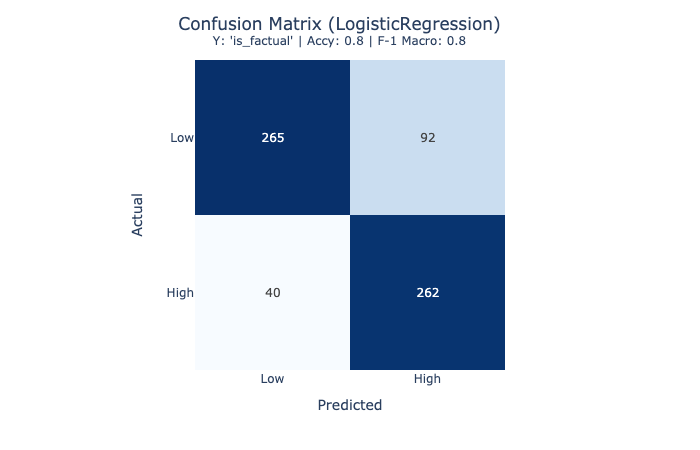 Confusion Matrix (LogisticRegression)
Y: 'is_factual' | Accy: 0.8 | F-1 Macro: 0.8
Low
265
92
Actual
High
40
262
Low
High
Predicted